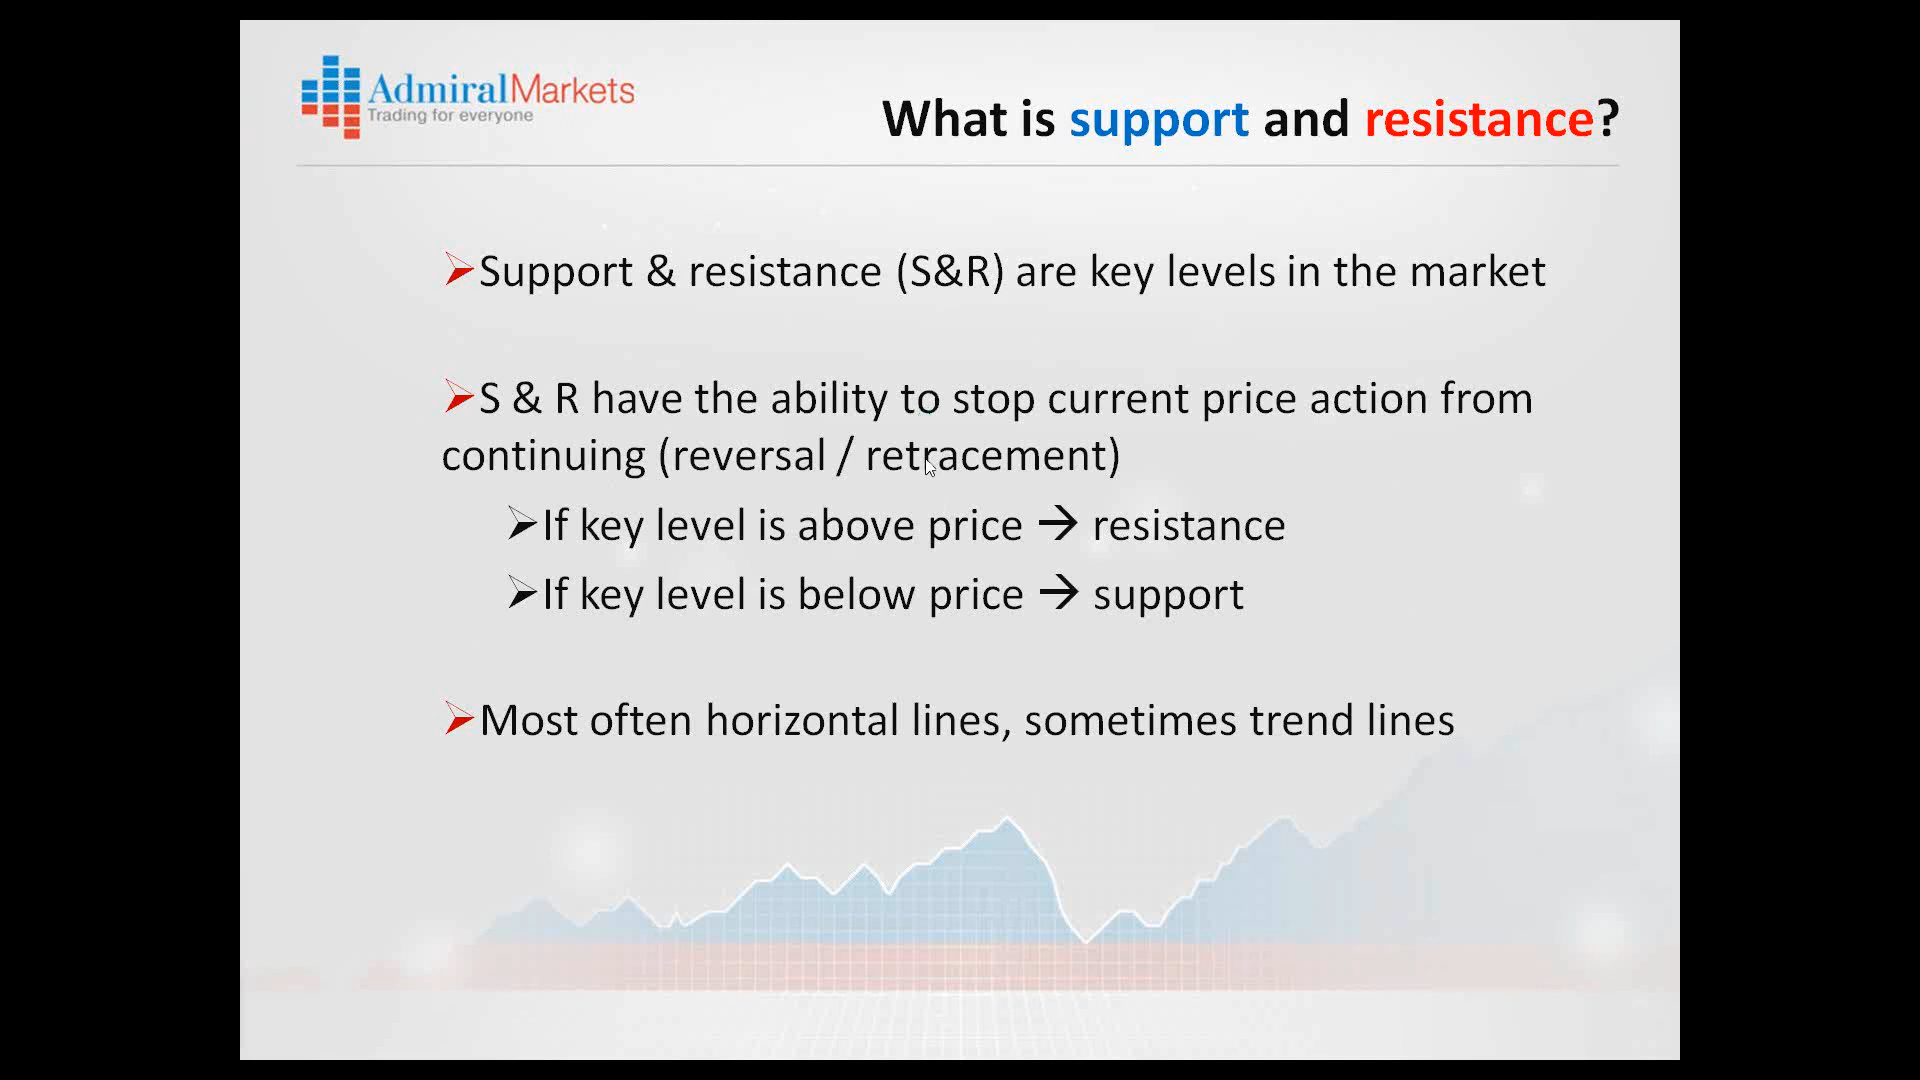 AdmiralMarkets
Trading for everyone
What is support and resistance?
➢Support & resistance (S&R) are key levels in the market
➢S & R have the ability to stop current price action from
continuing (reversal / retracement)
➢If key level is above price → resistance
➢If key level is below price → support
➢Most often horizontal lines, sometimes trend lines